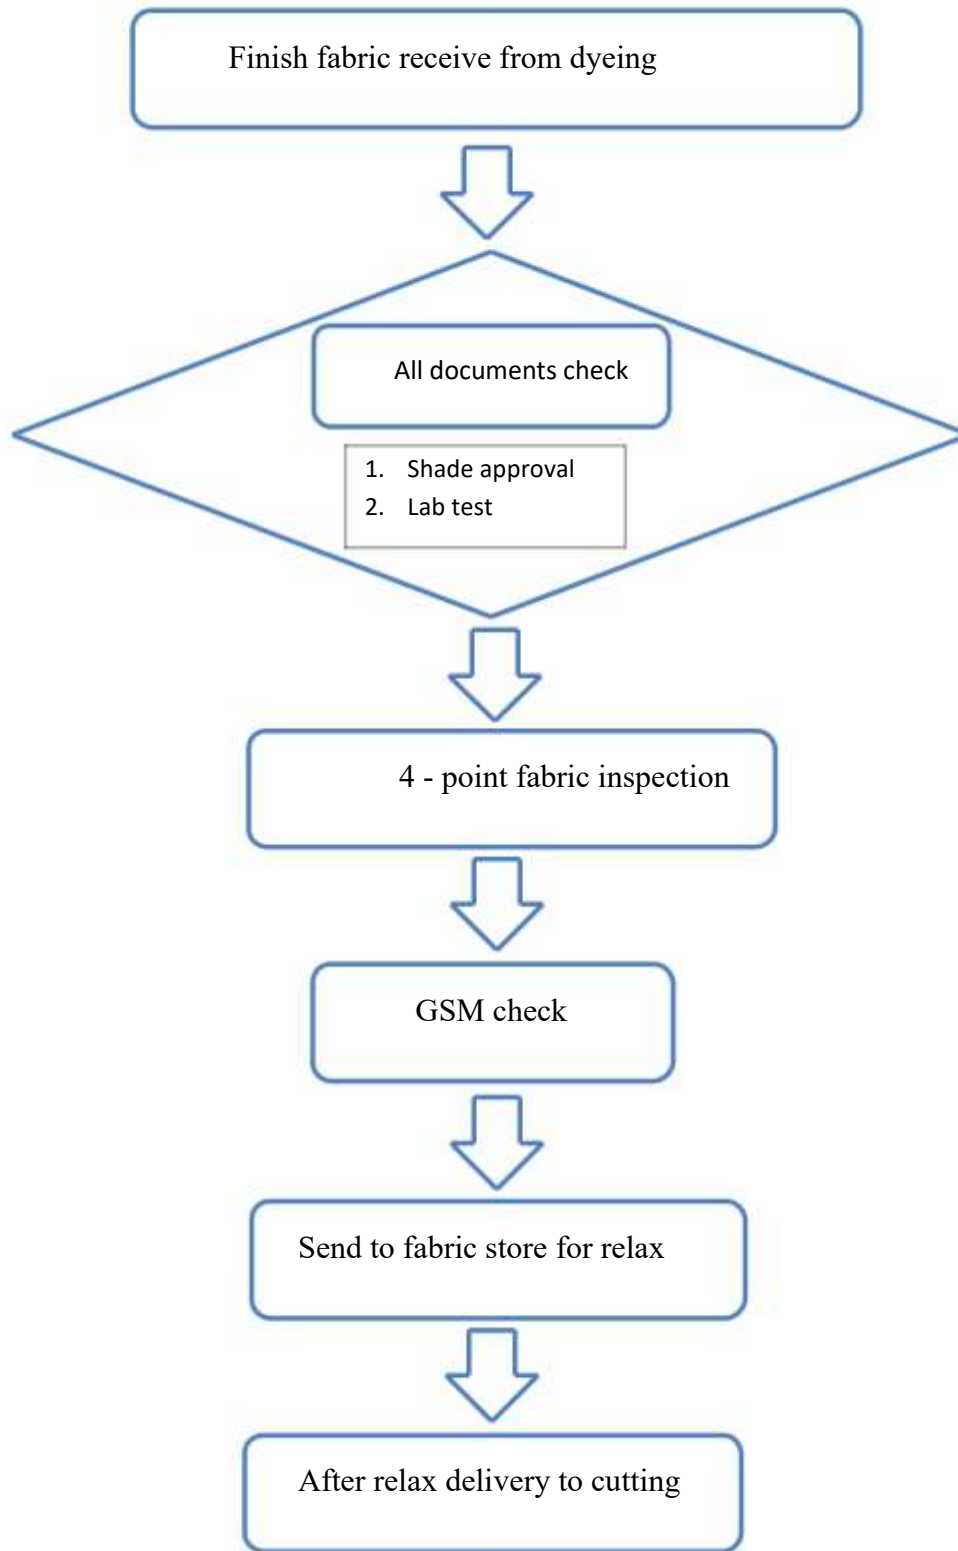 Finish fabric receive from dyeing
All documents check
1. Shade approval
2. Lab test
4 - point fabric inspection
GSM check
Send to fabric store for relax
After relax delivery to cutting